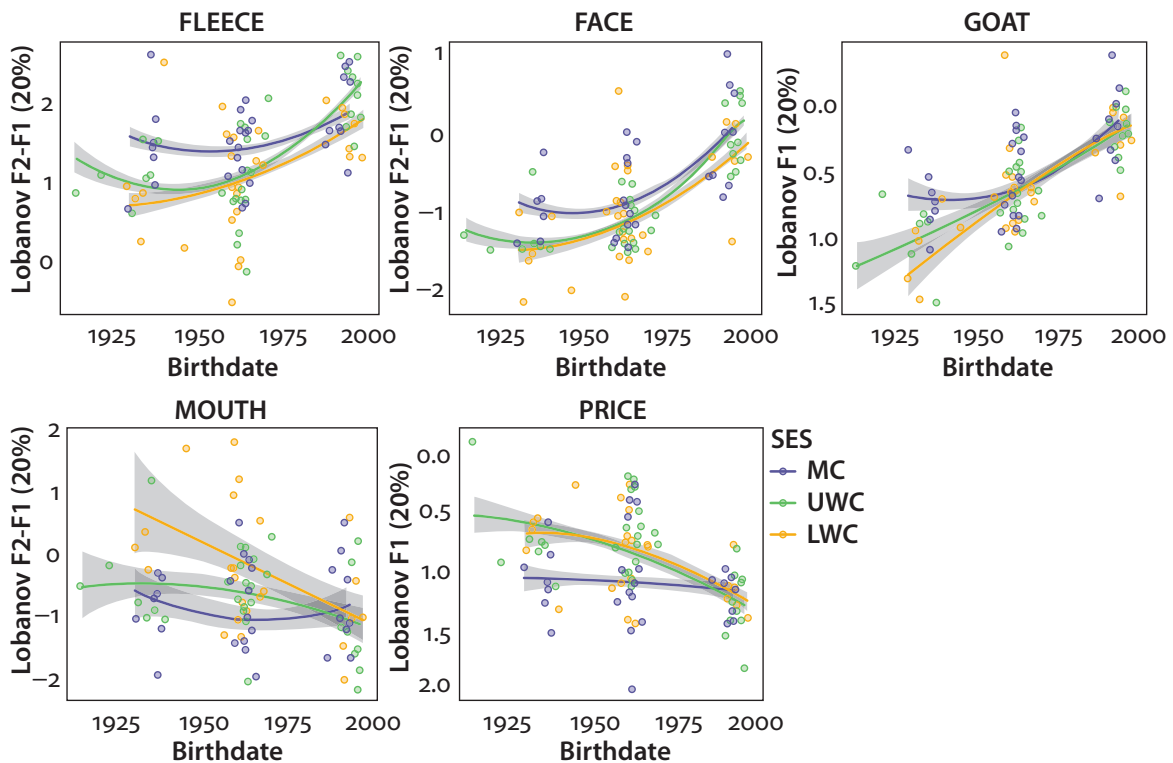 FLEECE
FACE
GOAT
Lobanov F2-F1 (20%)
2
1
0
1925
1950
1975
2000
Birthdate
Lobanov F2-F1 (20%)
1
0
−1
−2
1925
1950
1975
2000
Birthdate
Lobanov F1 (20%)
0.0
0.5
1.0
1.5
1925
1950
1975
2000
Birthdate
MOUTH
PRICE
Lobanov F2-F1 (20%)
2
1
0
−1
−2
1925
1950
1975
2000
Birthdate
Lobanov F1 (20%)
0.0
0.5
1.0
1.5
2.0
1925
1950
1975
2000
Birthdate
SES
MC
UWC
LWC